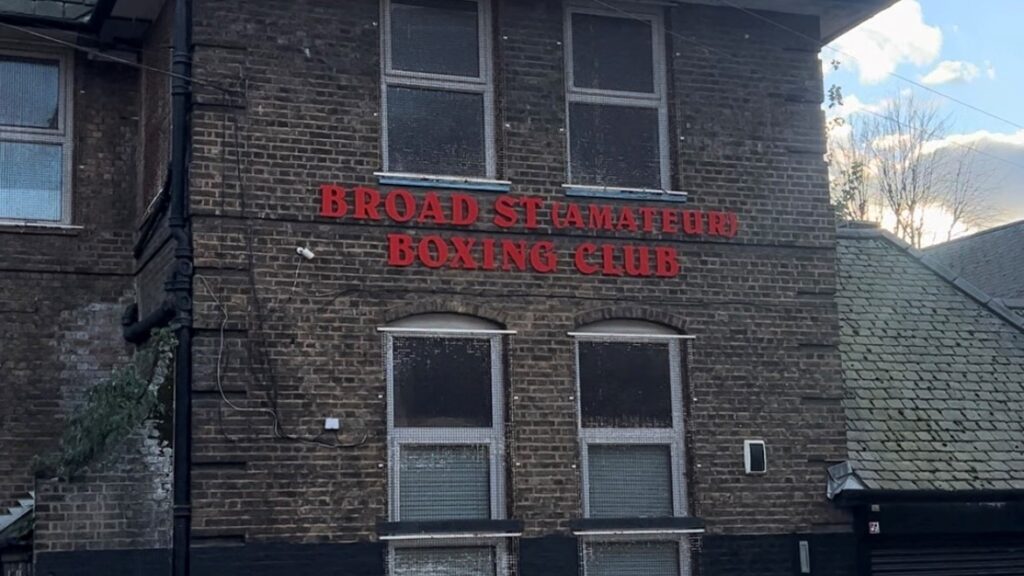 BROAD ST (AMATEUR)
BOXING CLUB